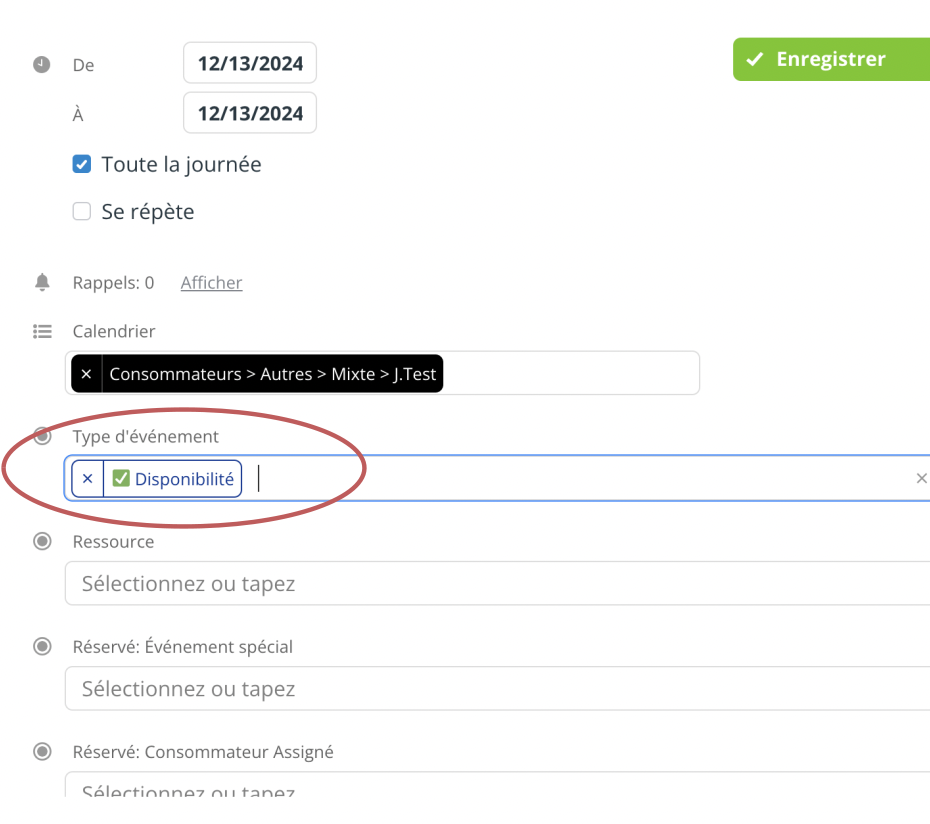 De
12/13/2024
Enregistrer
À
12/13/2024
Toute la journée
Se répète
Rappels: 0 Afficher
Calendrier
× Consommateurs > Autres > Mixte > J.Test
Type d'événement
× ✅ Disponibilité ×
Ressource
Sélectionnez ou tapez
Réservé: Événement spécial
Sélectionnez ou tapez
Réservé: Consommateur Assigné
Sélectionnez ou tapez